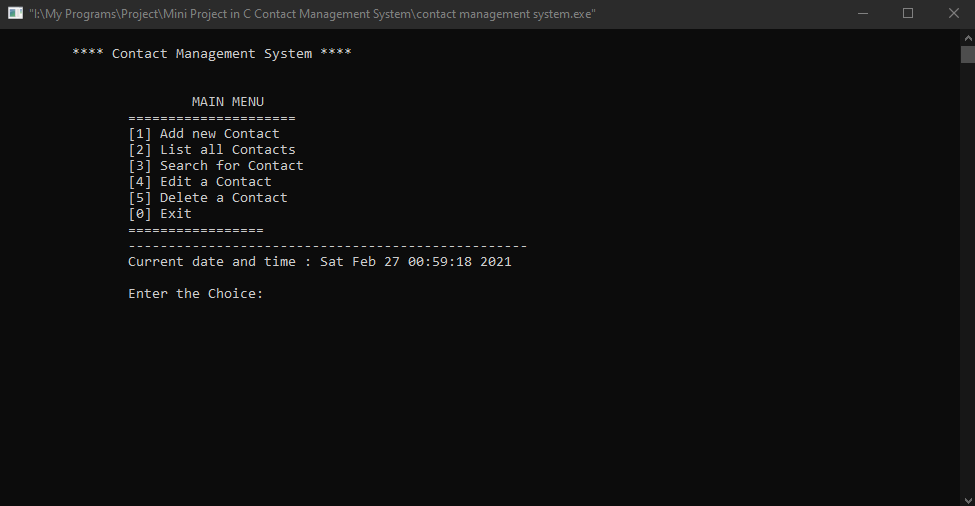 "I:\My Programs\Project\Mini Project in C Contact Management System\contact management system.exe"
**** Contact Management System ****
MAIN MENU
=====================
[1] Add new Contact
[2] List all Contacts
[3] Search for Contact
[4] Edit a Contact
[5] Delete a Contact
[0] Exit
=================
--------------------------------------------------
Current date and time : Sat Feb 27 00:59:18 2021
Enter the Choice: